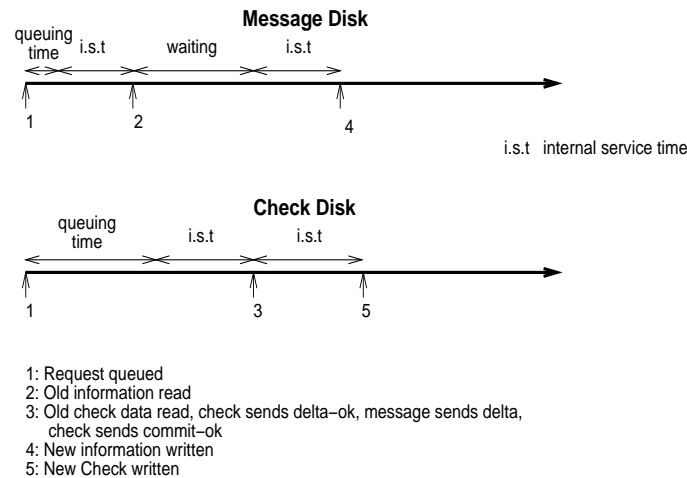 Message Disk
queuing
time
i.s.t
waiting
i.s.t
1
2
4
i.s.t internal service time
Check Disk
queuing
time
i.s.t
i.s.t
1
3
5
1: Request queued
2: Old information read
3: Old check data read, check sends delta−ok, message sends delta,
check sends commit−ok
4: New information written
5: New Check written